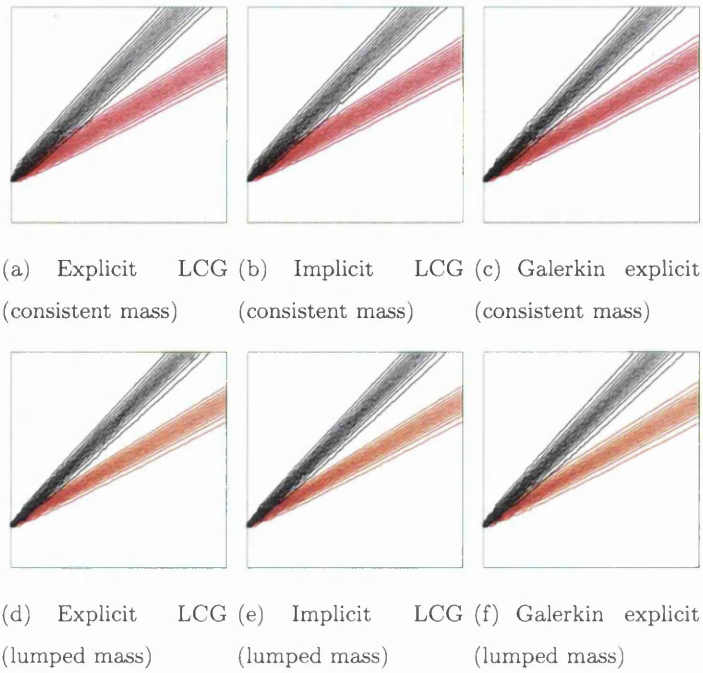 (a) Explicit LCG (b) Implicit LCG (c) Galerkin explicit
(consistent mass) (consistent mass) (consistent mass)
(d) Explicit LCG (e) Implicit LCG (f) Galerkin explicit
(lumped mass) (lumped mass) (lumped mass)